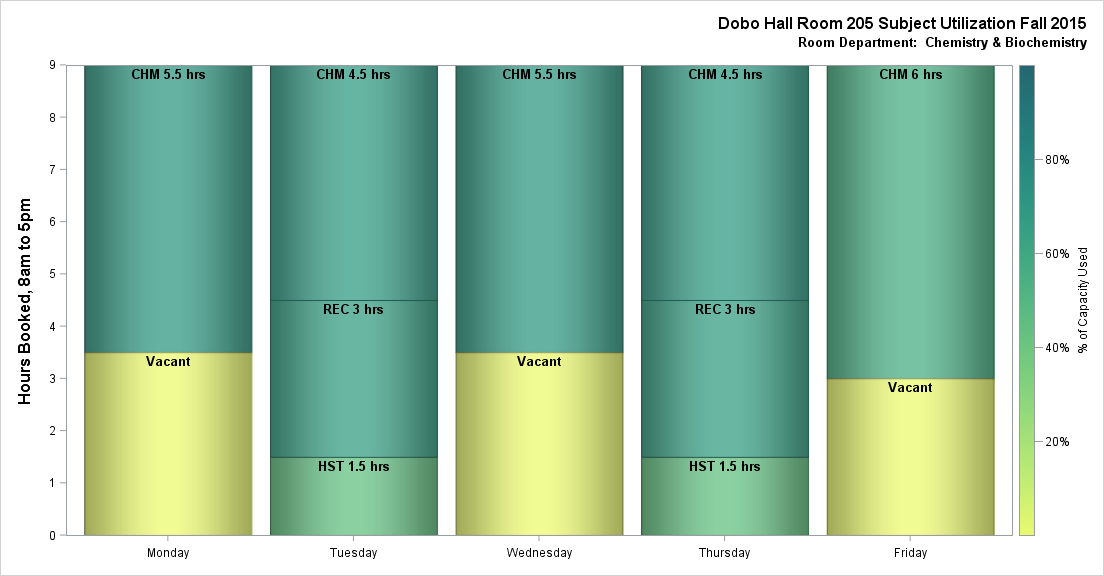 Dobo Hall Room 205 Subject Utilization Fall 2015
Room Department:  Chemistry & Biochemistry
Hours Booked, 8am to 5pm
9
8
7
6
5
4
3
2
1
0
CHM 5.5 hrs
Vacant
CHM 4.5 hrs
REC 3 hrs
HST 1.5 hrs
CHM 5.5 hrs
Vacant
CHM 4.5 hrs
REC 3 hrs
HST 1.5 hrs
CHM 6 hrs
Vacant
Monday
Tuesday
Wednesday
Thursday
Friday
80%
60%
40%
20%
% of Capacity Used